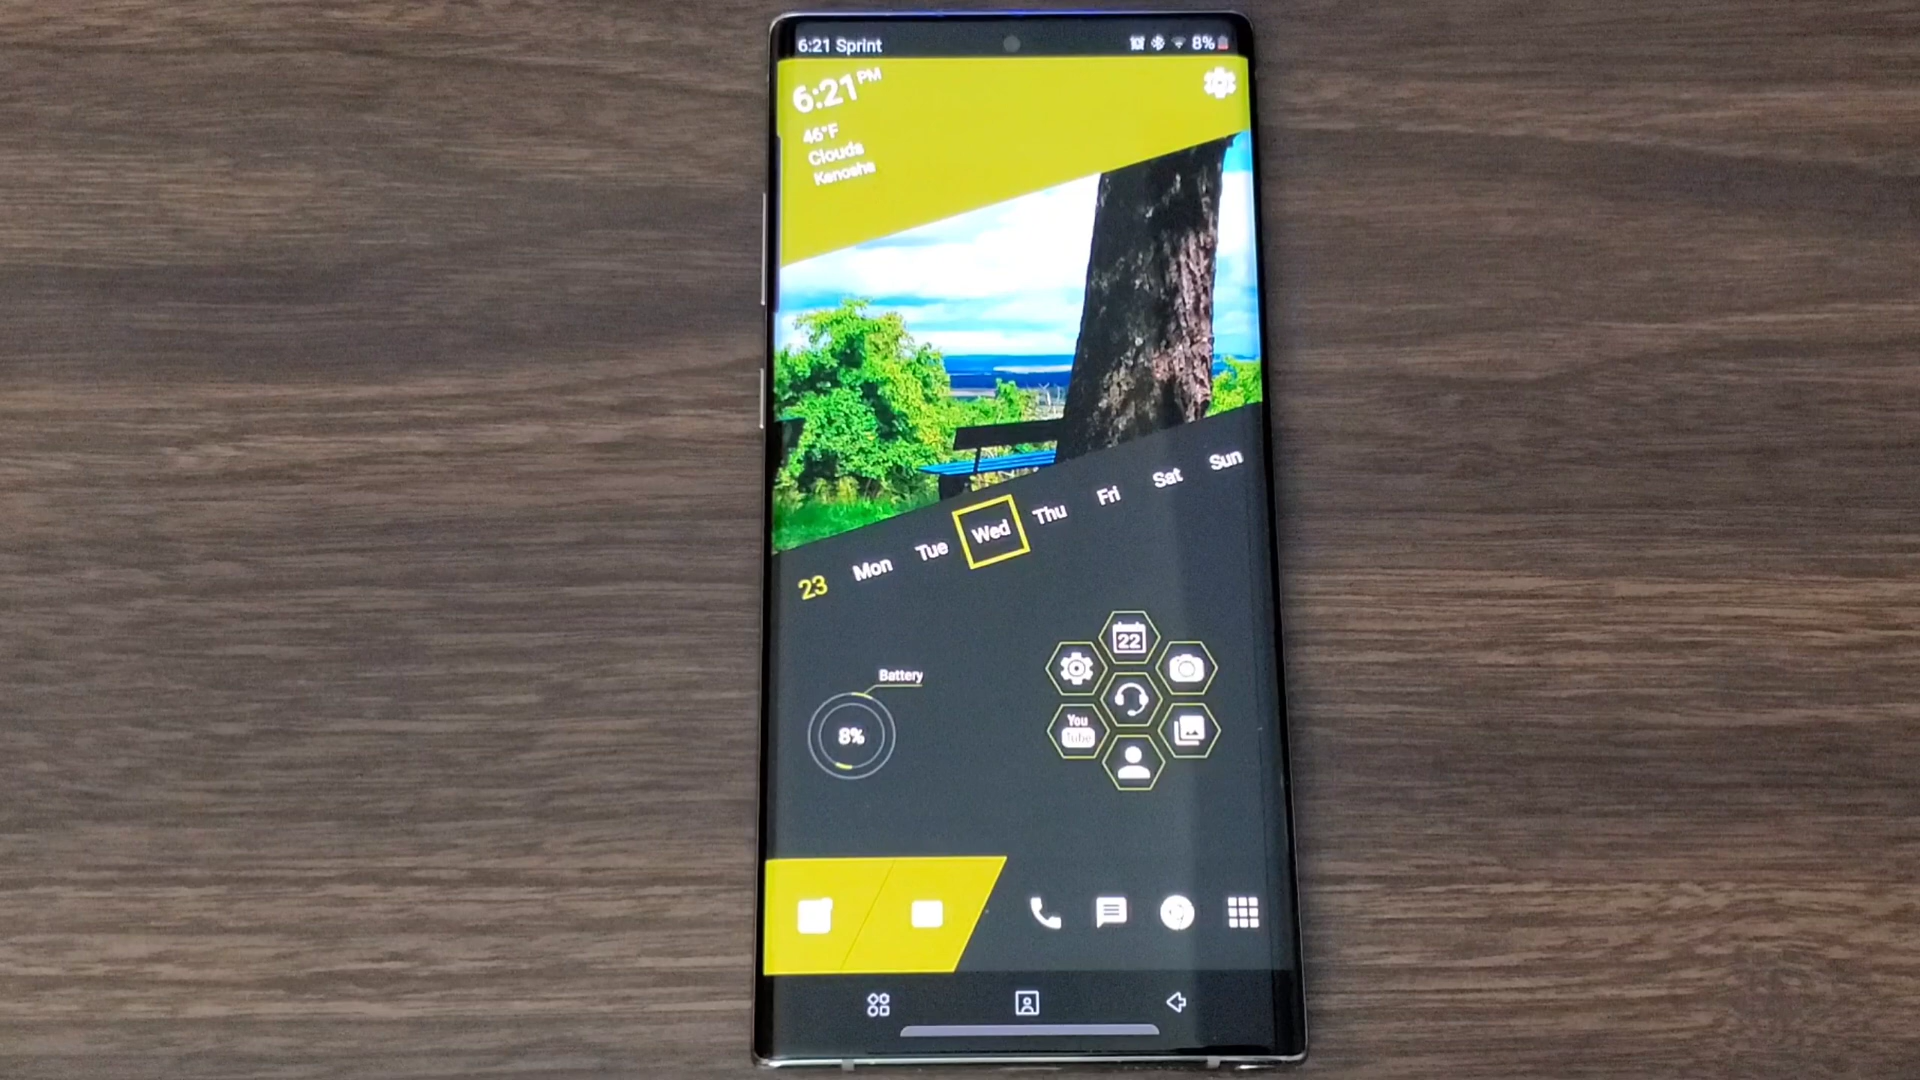 6:21 Sprint 8%
6:21 PM
46°F
Clouds
Kenosha
23 Mon Tue Wed Thu Fri Sat Sun
22
Battery
8%
You
Tube